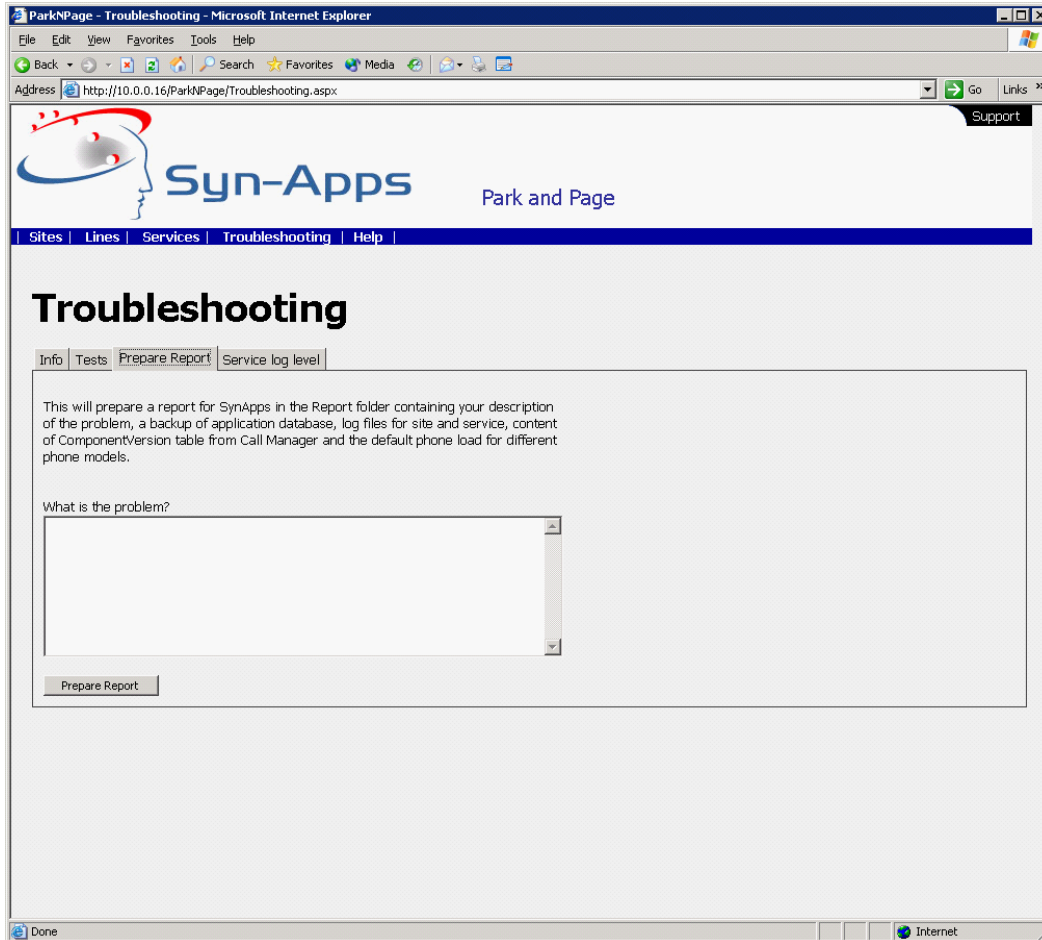 ParkNPage - Troubleshooting - Microsoft Internet Explorer
File Edit View Favorites Tools Help
Back Search Favorites Media
Address http://10.0.0.16/ParkNPage/Troubleshooting.aspx Go Links »
Support
Syn-Apps Park and Page
| Sites | Lines | Services | Troubleshooting | Help |
Troubleshooting
Info Tests Prepare Report Service log level
This will prepare a report for SynApps in the Report folder containing your description
of the problem, a backup of application database, log files for site and service, content
of ComponentVersion table from Call Manager and the default phone load for different
phone models.
What is the problem?
Prepare Report
Done Internet